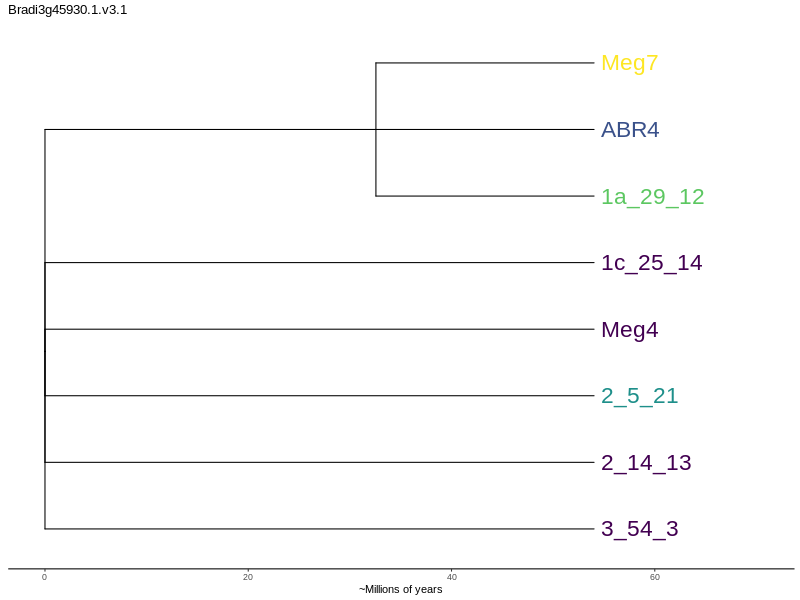 Bradi3g45930.1.v3.1
Meg7
ABR4
1a_29_12
1c_25_14
Meg4
2_5_21
2_14_13
3_54_3
0 20 40 60
~Millions of years